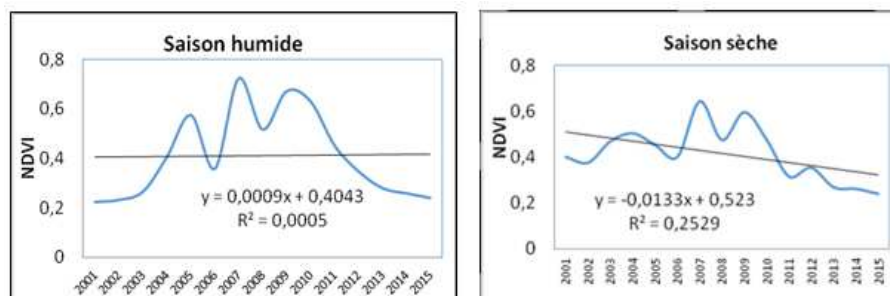 Saison humide
0,8
0,6
0,4
0,2
0
NDVI
y = 0,0009x + 0,4043
R² = 0,0005
2001 2002 2003 2004 2005 2006 2007 2008 2009 2010 2011 2012 2013 2014 2015
Saison sèche
0,8
0,6
0,4
0,2
0
NDVI
y = -0,0133x + 0,523
R² = 0,2529
2001 2002 2003 2004 2005 2006 2007 2008 2009 2010 2011 2012 2013 2014 2015